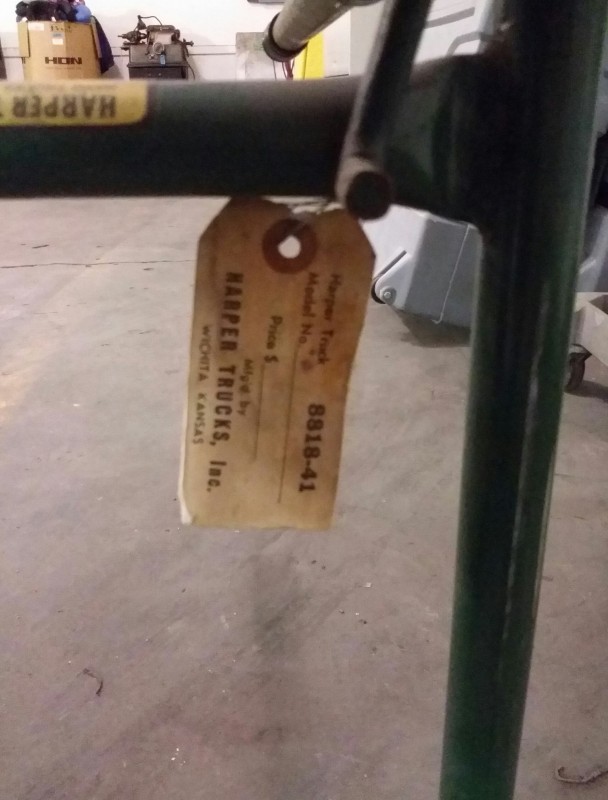 HON
HARPER
Harper Truck
Model No.
8818-41
Price $
Mfg'd. by
HARPER TRUCKS, Inc.
WICHITA, KANSAS